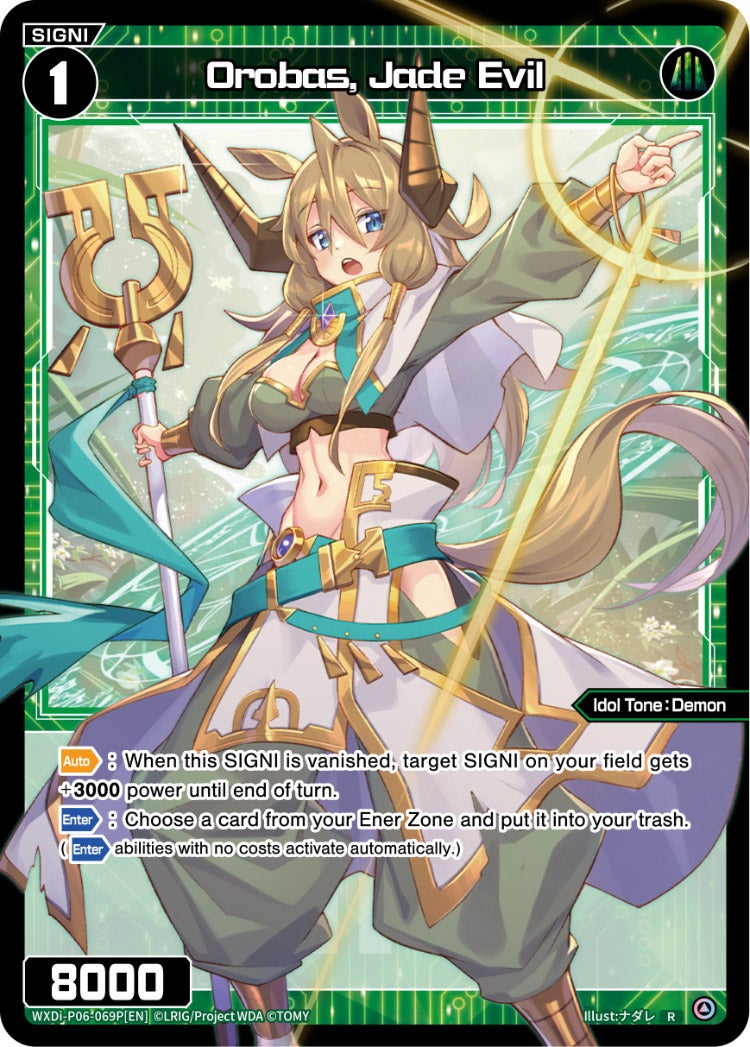 SIGNI
1
Orobas, Jade Evil
Idol Tone:Demon
Auto : When this SIGNI is vanished, target SIGNI on your field gets
+3000 power until end of turn.
Enter : Choose a card from your Ener Zone and put it into your trash.
( Enter abilities with no costs activate automatically.)
8000
WXDi-P06-069P[EN] ©LRIG/Project WDA ©TOMY
Illust:ナダレ R